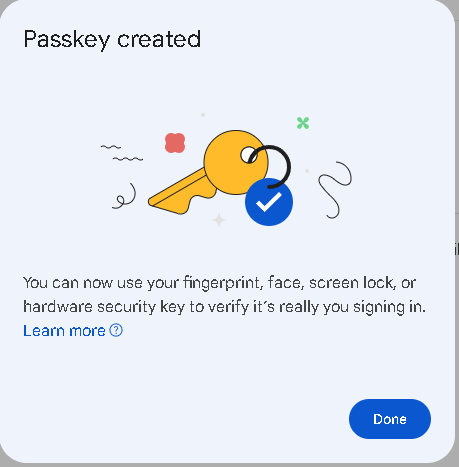 Passkey created
You can now use your fingerprint, face, screen lock, or
hardware security key to verify it's really you signing in.
Learn more
Done